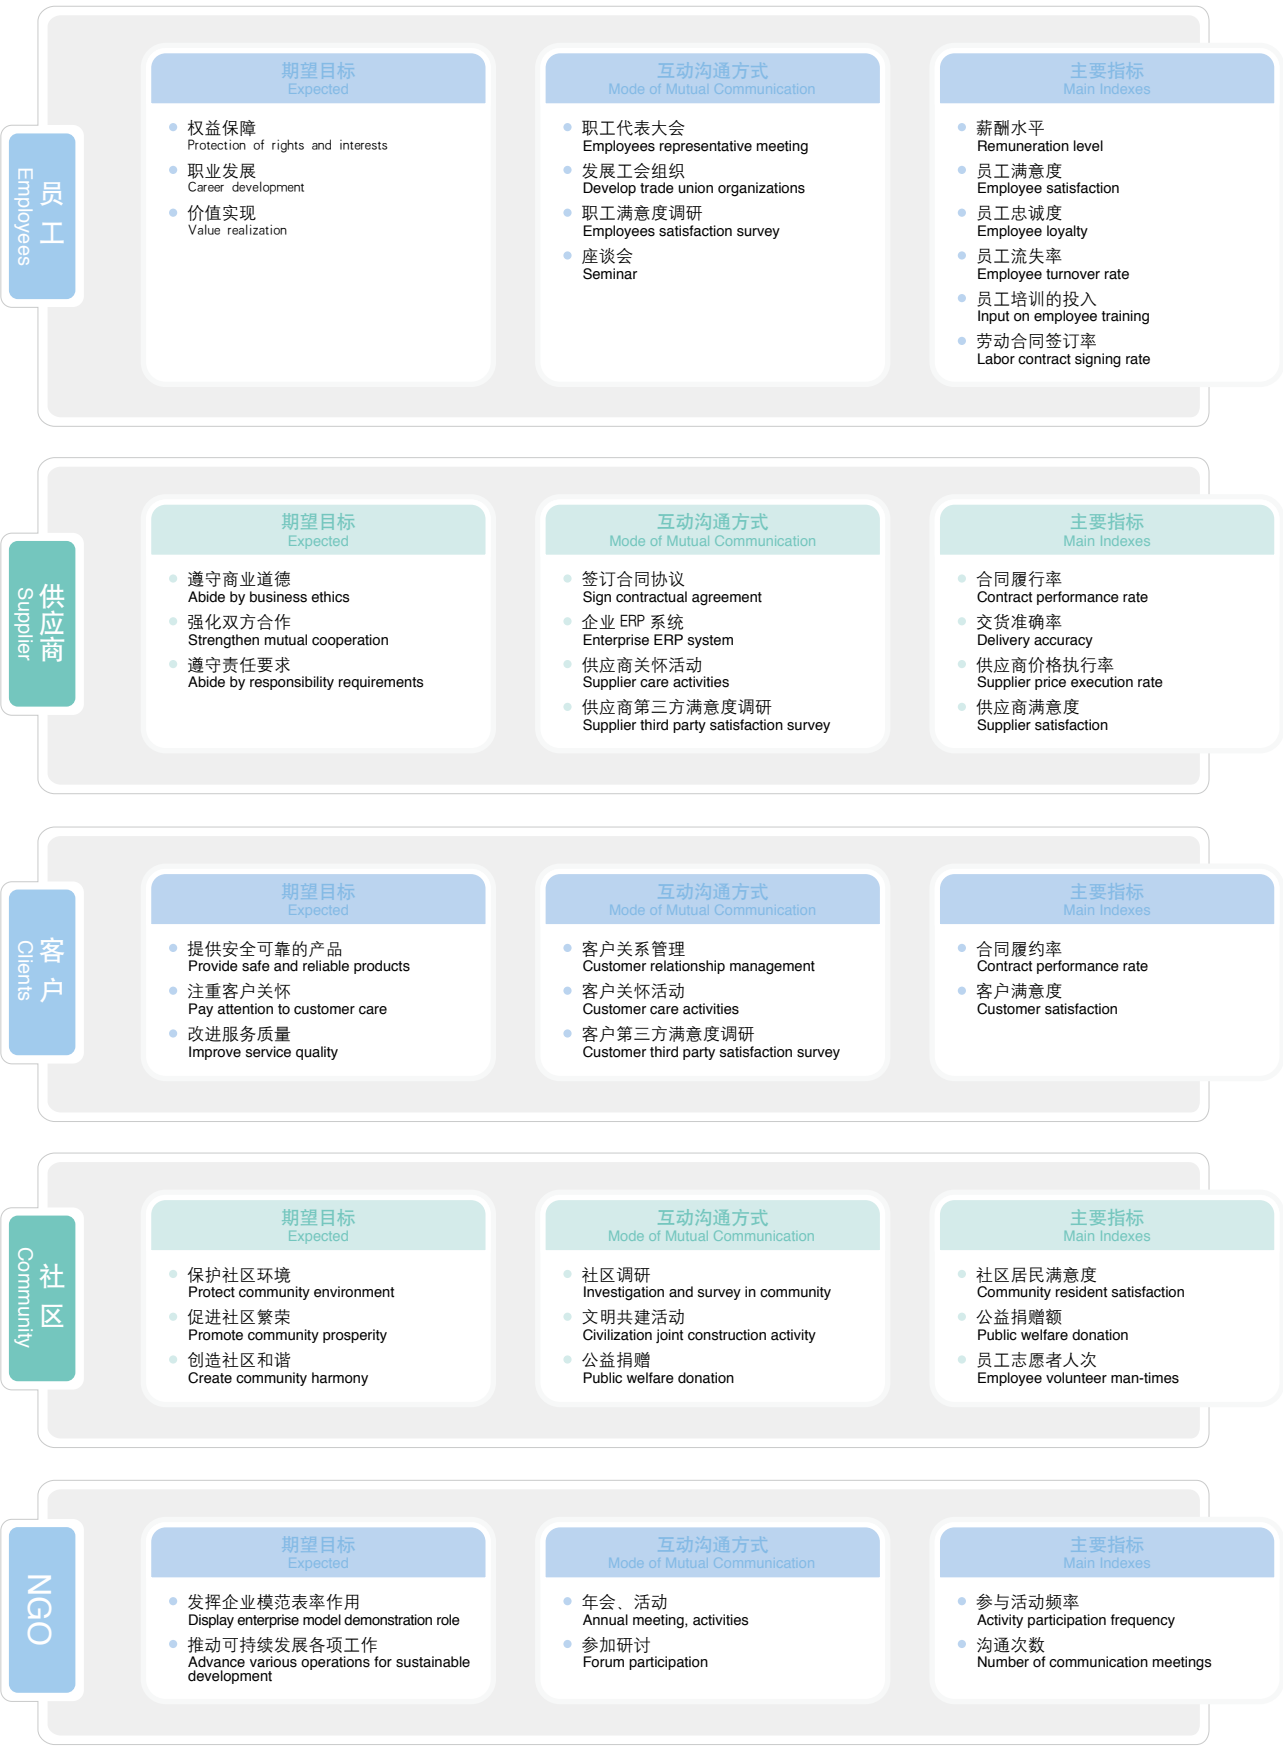 员工
Employees
期望目标
Expected
权益保障
Protection of rights and interests
职业发展
Career development
价值实现
Value realization
互动沟通方式
Mode of Mutual Communication
职工代表大会
Employees representative meeting
发展工会组织
Develop trade union organizations
职工满意度调研
Employees satisfaction survey
座谈会
Seminar
主要指标
Main Indexes
薪酬水平
Remuneration level
员工满意度
Employee satisfaction
员工忠诚度
Employee loyalty
员工流失率
Employee turnover rate
员工培训的投入
Input on employee training
劳动合同签订率
Labor contract signing rate
供应商
Supplier
期望目标
Expected
遵守商业道德
Abide by business ethics
强化双方合作
Strengthen mutual cooperation
遵守责任要求
Abide by responsibility requirements
互动沟通方式
Mode of Mutual Communication
签订合同协议
Sign contractual agreement
企业 ERP 系统
Enterprise ERP system
供应商关怀活动
Supplier care activities
供应商第三方满意度调研
Supplier third party satisfaction survey
主要指标
Main Indexes
合同履行率
Contract performance rate
交货准确率
Delivery accuracy
供应商价格执行率
Supplier price execution rate
供应商满意度
Supplier satisfaction
客户
Clients
期望目标
Expected
提供安全可靠的产品
Provide safe and reliable products
注重客户关怀
Pay attention to customer care
改进服务质量
Improve service quality
互动沟通方式
Mode of Mutual Communication
客户关系管理
Customer relationship management
客户关怀活动
Customer care activities
客户第三方满意度调研
Customer third party satisfaction survey
主要指标
Main Indexes
合同履约率
Contract performance rate
客户满意度
Customer satisfaction
社区
Community
期望目标
Expected
保护社区环境
Protect community environment
促进社区繁荣
Promote community prosperity
创造社区和谐
Create community harmony
互动沟通方式
Mode of Mutual Communication
社区调研
Investigation and survey in community
文明共建活动
Civilization joint construction activity
公益捐赠
Public welfare donation
主要指标
Main Indexes
社区居民满意度
Community resident satisfaction
公益捐赠额
Public welfare donation
员工志愿者人次
Employee volunteer man-times
NGO
期望目标
Expected
发挥企业模范表率作用
Display enterprise model demonstration role
推动可持续发展各项工作
Advance various operations for sustainable
development
互动沟通方式
Mode of Mutual Communication
年会、活动
Annual meeting, activities
参加研讨
Forum participation
主要指标
Main Indexes
参与活动频率
Activity participation frequency
沟通次数
Number of communication meetings